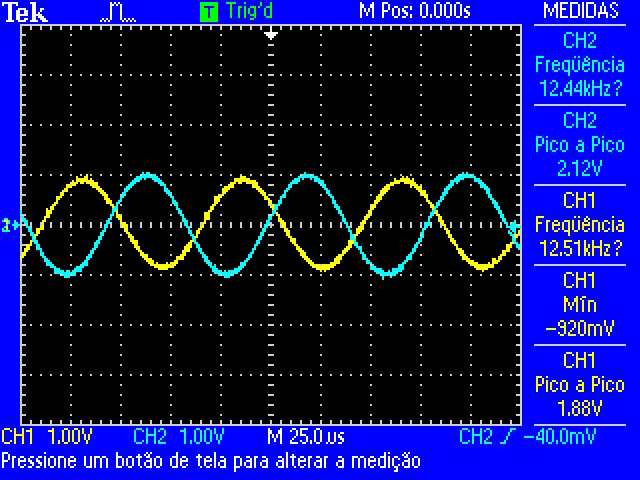 Tek T Trig'd M Pos: 0.000s MEDIDAS
CH2
Freqüência
12.44kHz?
CH2
Pico a Pico
2.12V
CH1
Freqüência
12.51kHz?
CH1
Mín
-920mV
CH1
Pico a Pico
1.88V
CH1 1.00V CH2 1.00V M 25.0us CH2 -40.0mV
Pressione um botão de tela para alterar a medição